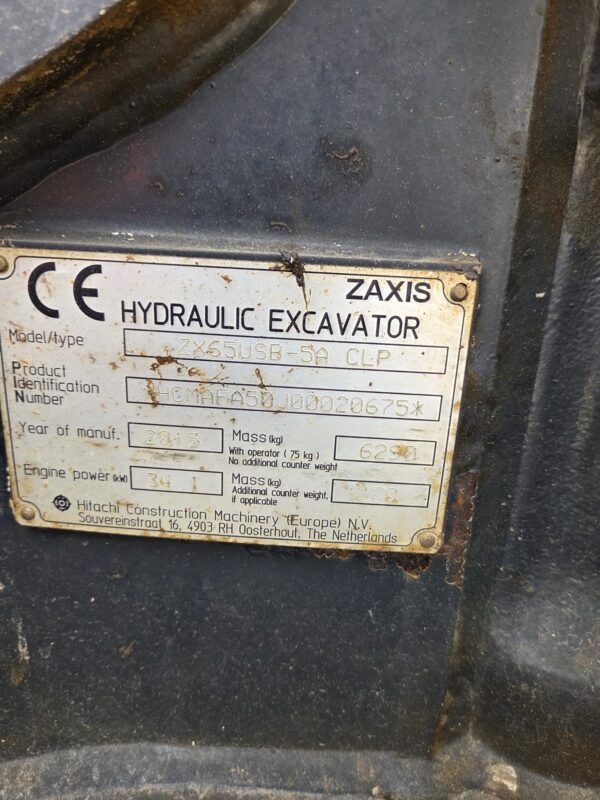 CE
ZAXIS
HYDRAULIC EXCAVATOR
Model/type ZX65USB-5A CLP
Product Identification Number
Year of manuf. 2015 Mass (kg) With operator (75 kg) No additional counter weight 6290
Engine power (kW) 34.1 Mass (kg) Additional counter weight, if applicable
Hitachi Construction Machinery (Europe) N.V.
Souvereinstraat 16, 4903 RH Oosterhout, The Netherlands